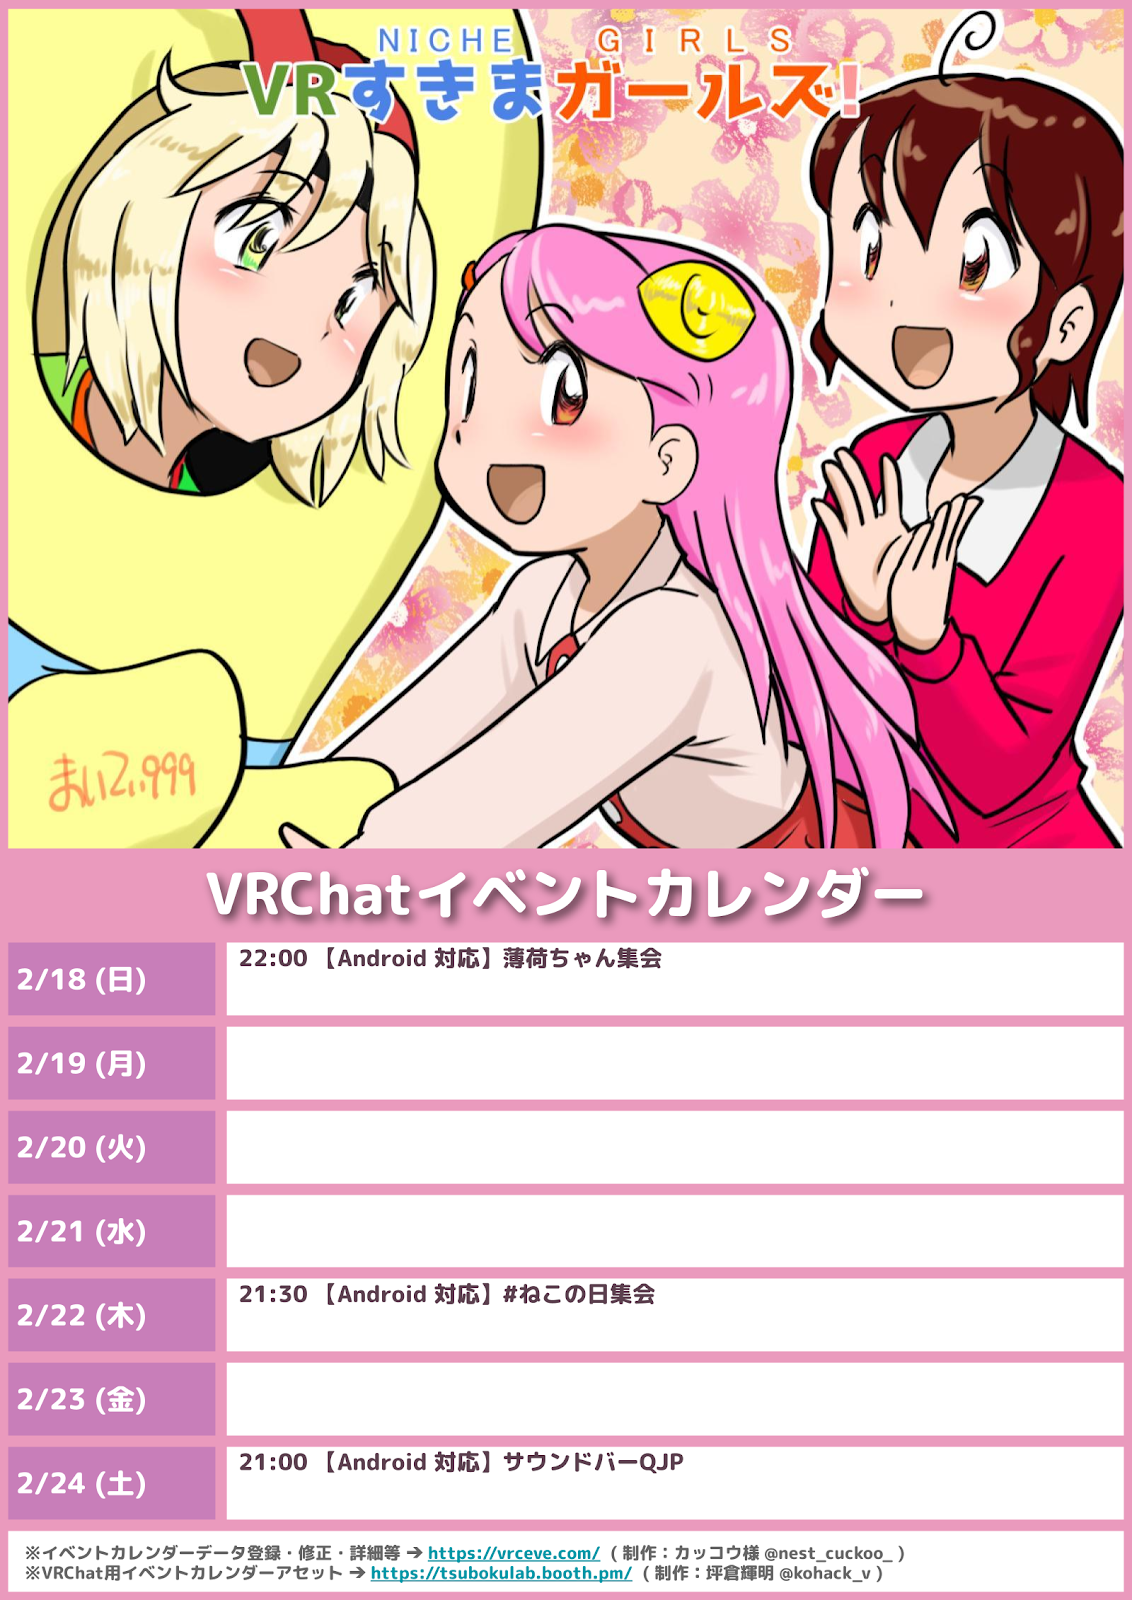 NICHE GIRLS
VRすきまガールズ!
まいてぃ999
VRChatイベントカレンダー
2/18 (日)
22:00 【Android 対応】薄荷ちゃん集会
2/19 (月)
2/20 (火)
2/21 (水)
2/22 (木)
21:30 【Android 対応】#ねこの日集会
2/23 (金)
2/24 (土)
21:00 【Android 対応】サウンドバーQJP
※イベントカレンダーデータ登録・修正・詳細等 ➔ https://vrceve.com/ ( 制作：カッコウ様 @nest_cuckoo_ )
※VRChat用イベントカレンダーアセット ➔ https://tsubokulab.booth.pm/ ( 制作：坪倉輝明 @kohack_v )